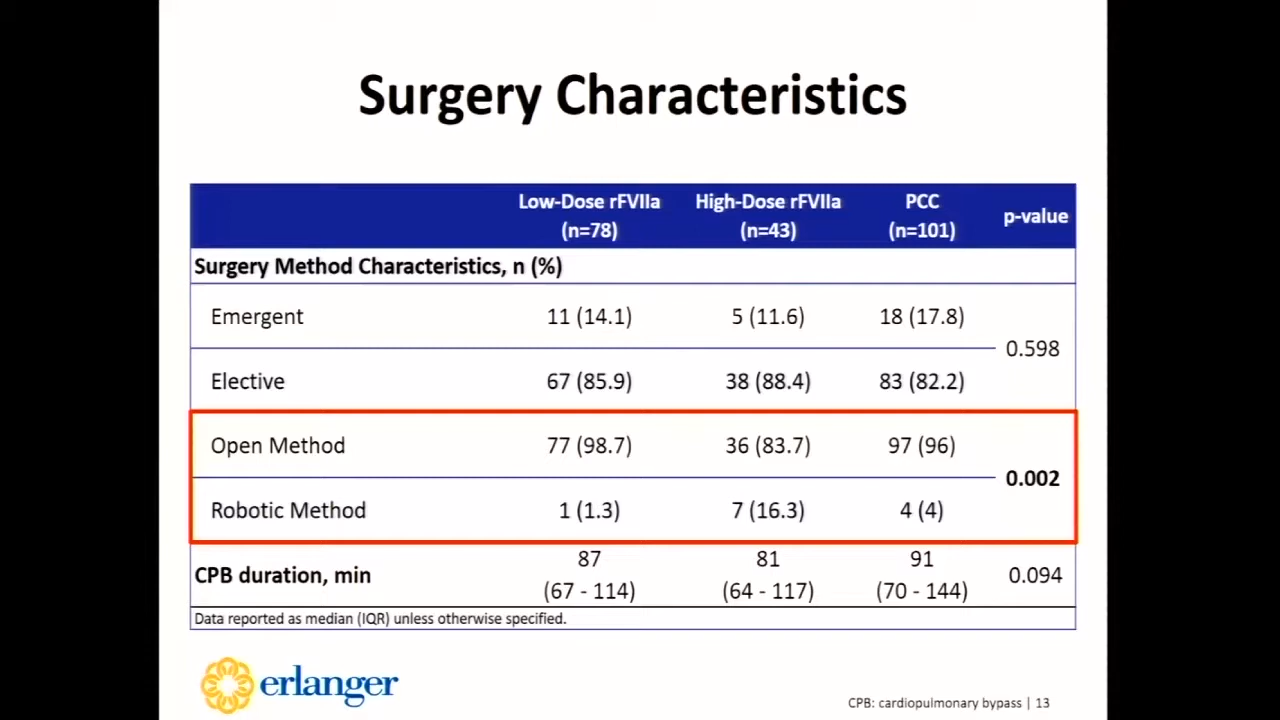 Surgery Characteristics
Low-Dose rFVIIa High-Dose rFVIIa PCC p-value
(n=78) (n=43) (n=101)
Surgery Method Characteristics, n (%)
Emergent 11 (14.1) 5 (11.6) 18 (17.8)
0.598
Elective 67 (85.9) 38 (88.4) 83 (82.2)
Open Method 77 (98.7) 36 (83.7) 97 (96)
0.002
Robotic Method 1 (1.3) 7 (16.3) 4 (4)
CPB duration, min 87 81 91 0.094
(67 - 114) (64 - 117) (70 - 144)
Data reported as median (IQR) unless otherwise specified.
erlanger
CPB: cardiopulmonary bypass | 13